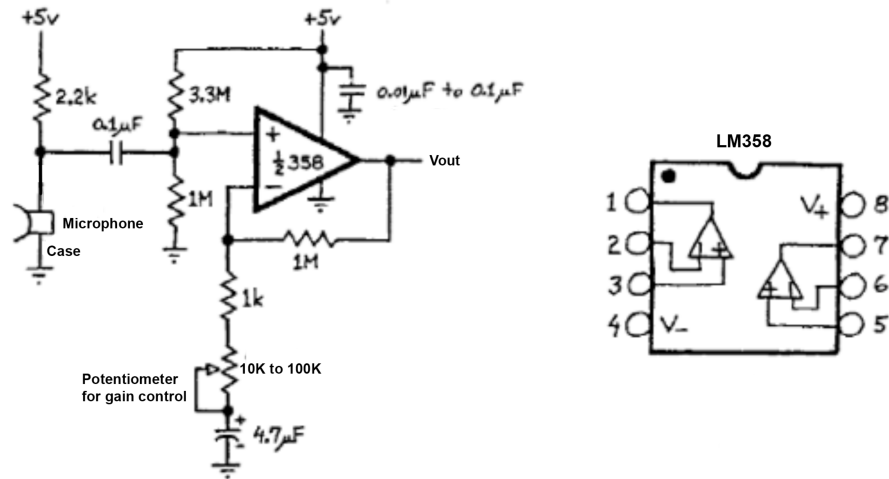 +5v
+5v
2.2k
3.3M
0.01µF to 0.1µF
0.1µF
+
½358
−
Vout
1M
Microphone
Case
1M
1k
Potentiometer
for gain control
10K to 100K
+
4.7µF
-
LM358
1
V+
8
2
+
7
3
+
6
4
V-
5